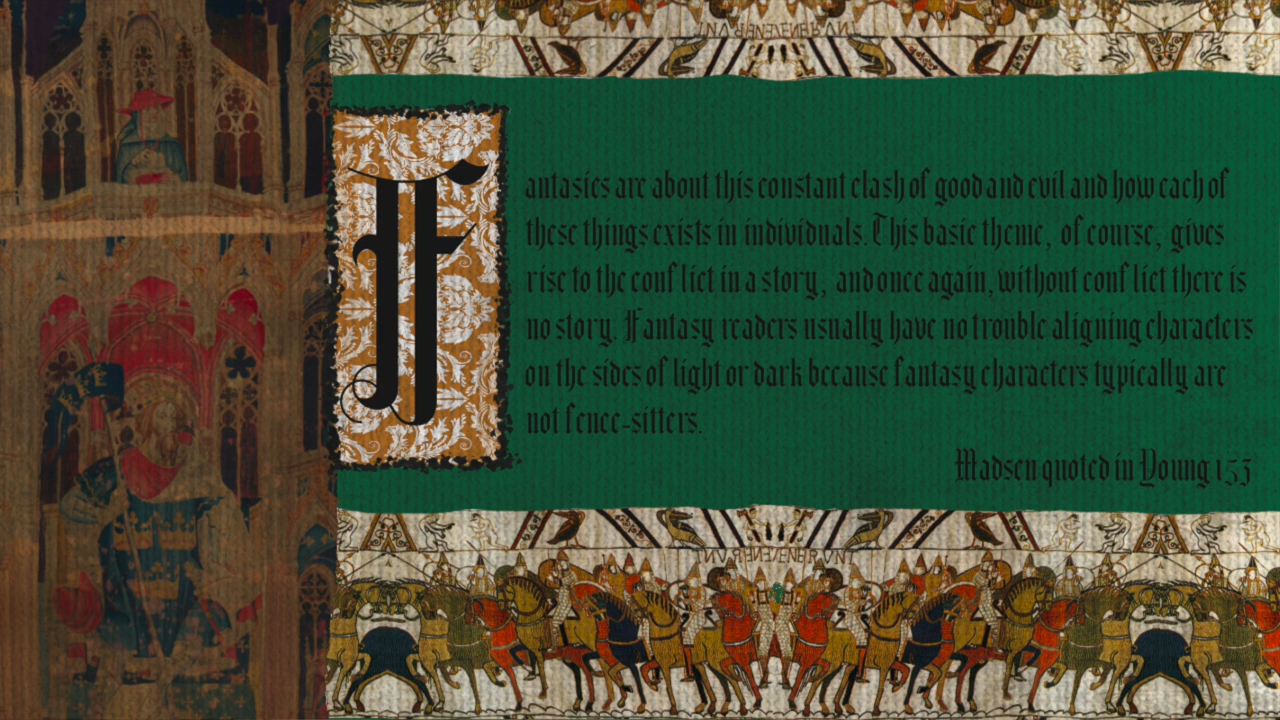 Fantasies are about this constant clash of good and evil and how each of
these things exists in individuals. This basic theme, of course, gives
rise to the conflict in a story, and once again, without conflict there is
no story. Fantasy readers usually have no trouble aligning characters
on the sides of light or dark because fantasy characters typically are
not fence-sitters.
Madsen quoted in Young 153